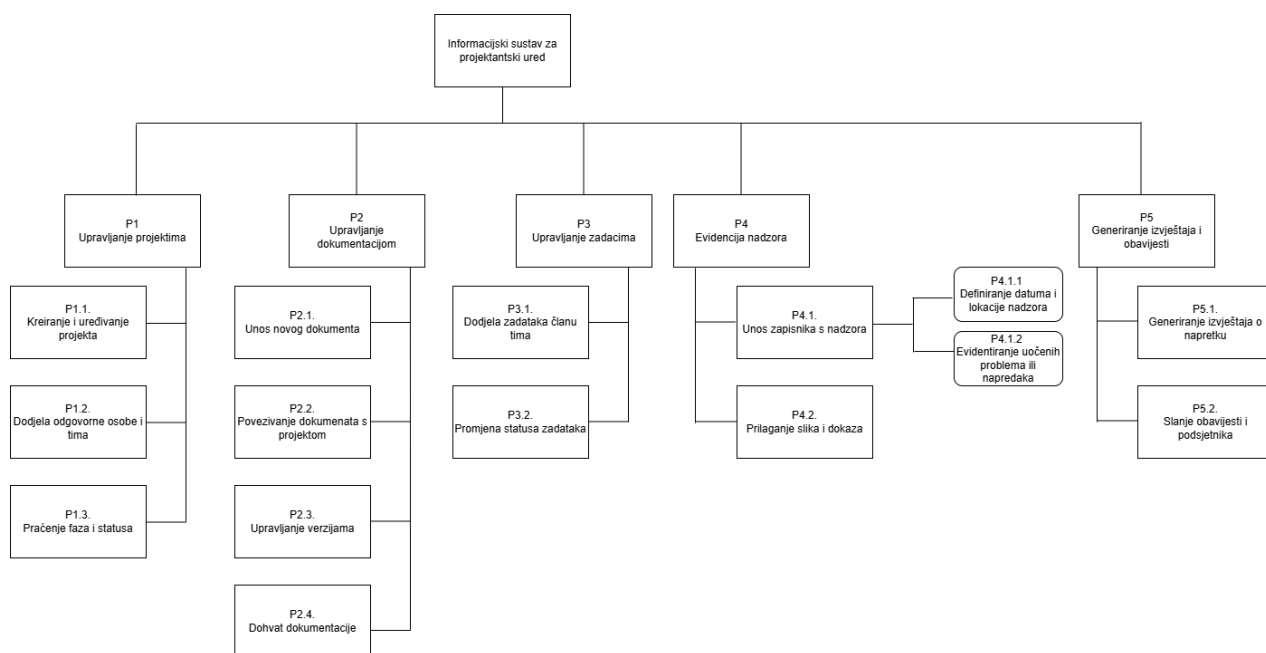 Informacijski sustav za
projektantski ured
P1
Upravljanje projektima
P2
Upravljanje
dokumentacijom
P3
Upravljanje zadacima
P4
Evidencija nadzora
P5
Generiranje izvještaja i
obavijesti
P1.1.
Kreiranje i uređivanje
projekta
P1.2.
Dodjela odgovorne osobe i
tima
P1.3.
Praćenje faza i statusa
P2.1.
Unos novog dokumenta
P2.2.
Povezivanje dokumenata s
projektom
P2.3.
Upravljanje verzijama
P2.4.
Dohvat dokumentacije
P3.1.
Dodjela zadataka članu
tima
P3.2.
Promjena statusa zadataka
P4.1.
Unos zapisnika s nadzora
P4.1.1
Definiranje datuma i
lokacije nadzora
P4.1.2
Evidentiranje uočenih
problema ili
napredaka
P4.2.
Prilaganje slika i dokaza
P5.1.
Generiranje izvještaja o
napretku
P5.2.
Slanje obavijesti i
podsjetnika